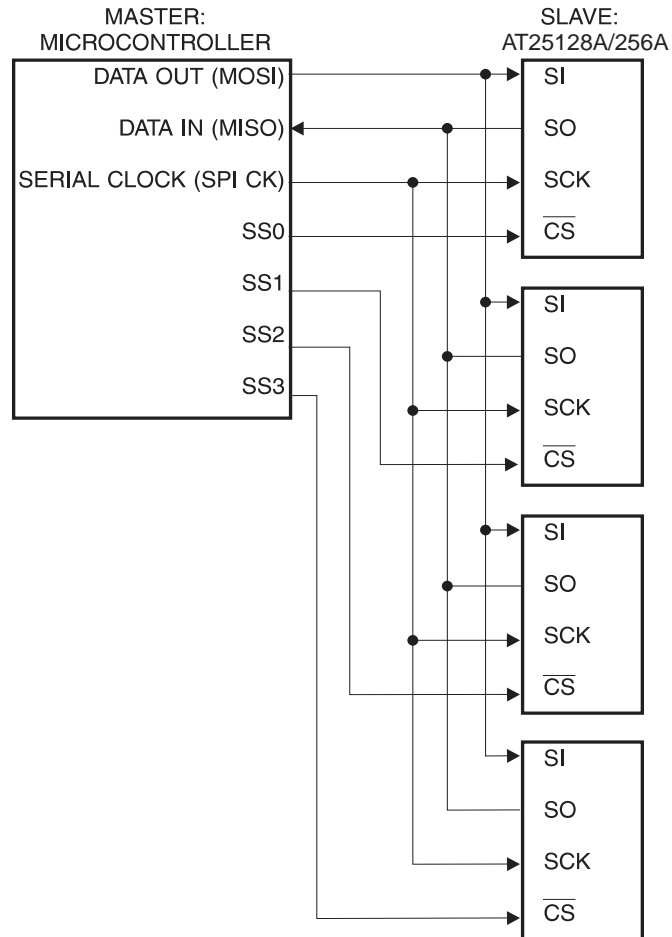 MASTER:
MICROCONTROLLER
DATA OUT (MOSI)
DATA IN (MISO)
SERIAL CLOCK (SPI CK)
SS0
SS1
SS2
SS3
SLAVE:
AT25128A/256A
SI
SO
SCK
CS
SI
SO
SCK
CS
SI
SO
SCK
CS
SI
SO
SCK
CS